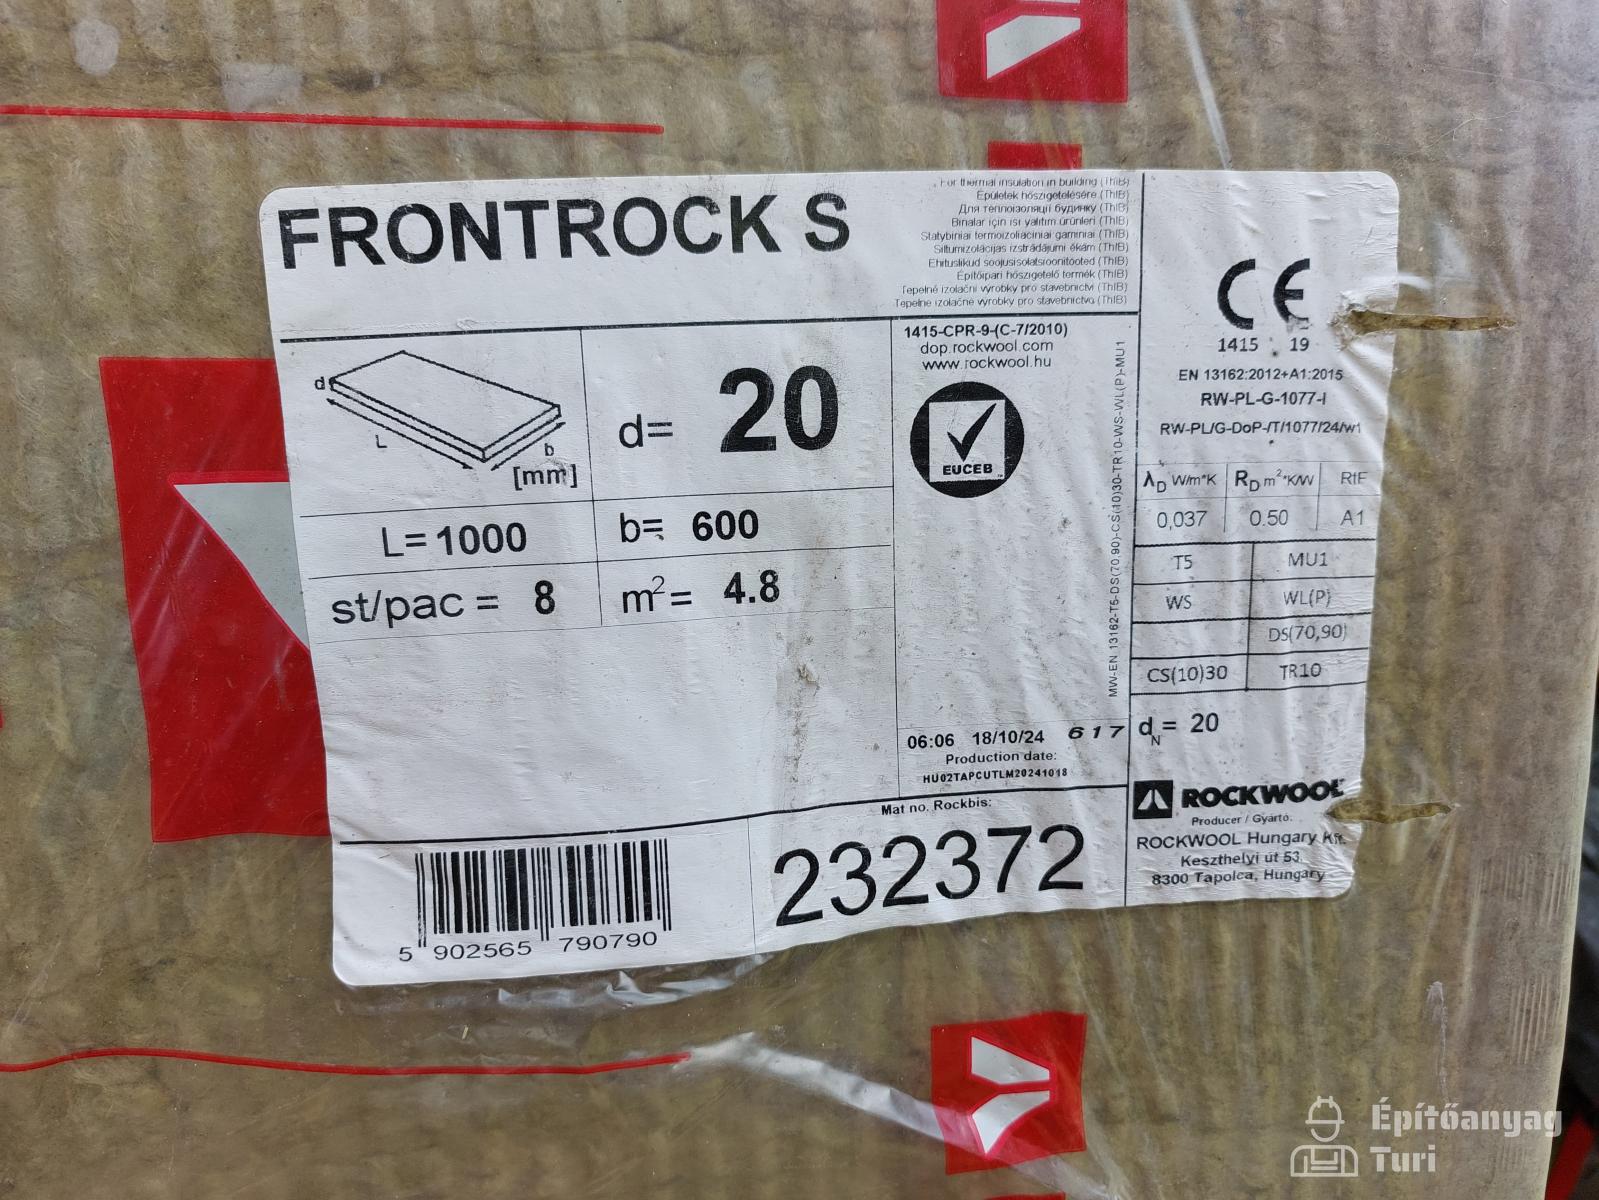 FRONTROCK S
For thermal insulation in building (ThIB)
Épületek hőszigetelésére (ThIB)
Для теплоізоляції будинку (ThIB)
Binalar için ısı yalıtım ürünleri (ThIB)
Statybiniai termoizoliaciniai gaminiai (ThIB)
Siltumizolācijas izstrādājumi ēkām (ThIB)
Ehituslikud soojusisolatsioonitooted (ThIB)
Építőipari hőszigetelő termék (ThIB)
Tepelně izolační výrobky pro stavebnictví (ThIB)
Tepelne izolačné výrobky pro stavebníctvo (ThIB)
d
L
b
[mm]
d= 20
L= 1000
b= 600
st/pac = 8
m²= 4.8
1415-CPR-9-(C-7/2010)
dop.rockwool.com
www.rockwool.hu
EUCEB
MW-EN 13162-T5-DS(70,90)-CS(10)30-TR10-WS-WL(P)-MU1
06:06 18/10/24 617
Production date:
HU02TAPCUTLM20241018
Mat no. Rockbis:
232372
5 902565 790790
CE
1415 19
EN 13162:2012+A1:2015
RW-PL-G-1077-I
RW-PL/G-DoP-/T/1077/24/w1
λD W/m*K RD m²*K/W RtF
0,037 0.50 A1
T5 MU1
WS WL(P)
DS(70,90)
CS(10)30 TR10
dN= 20
ROCKWOOL
Producer / Gyártó:
ROCKWOOL Hungary Kft.
Keszthelyi út 53.
8300 Tapolca, Hungary
Építőanyag
Turi